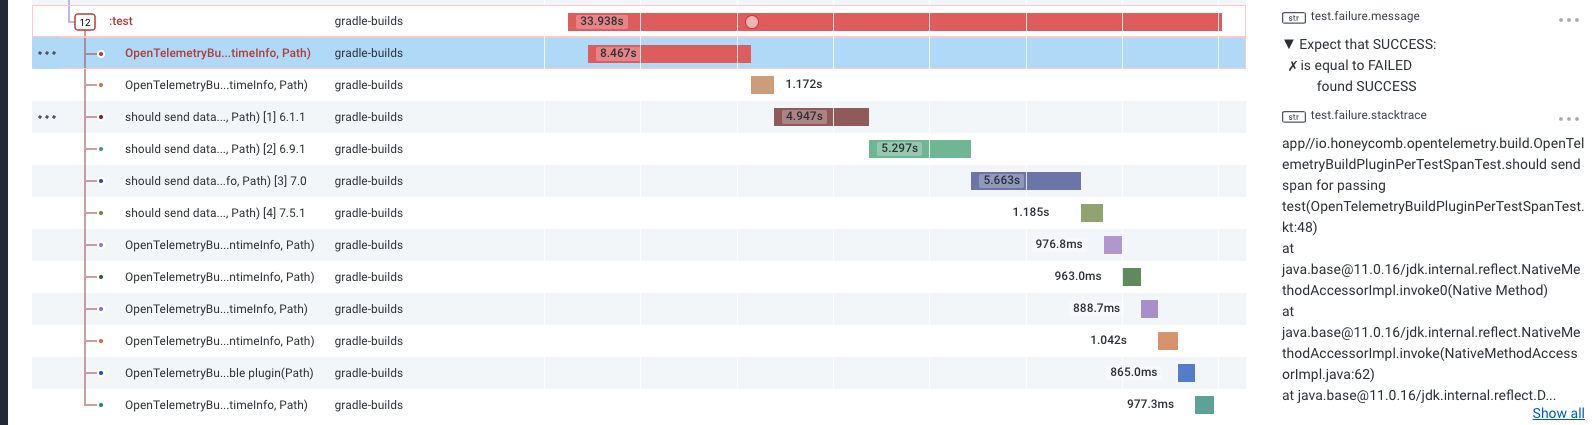 12 :test gradle-builds 33.938s
OpenTelemetryBu...timeInfo, Path) gradle-builds 8.467s
OpenTelemetryBu...timeInfo, Path) gradle-builds 1.172s
should send data..., Path) [1] 6.1.1 gradle-builds 4.947s
should send data..., Path) [2] 6.9.1 gradle-builds 5.297s
should send data...fo, Path) [3] 7.0 gradle-builds 5.663s
should send data..., Path) [4] 7.5.1 gradle-builds 1.185s
OpenTelemetryBu...ntimeInfo, Path) gradle-builds 976.8ms
OpenTelemetryBu...ntimeInfo, Path) gradle-builds 963.0ms
OpenTelemetryBu...timeInfo, Path) gradle-builds 888.7ms
OpenTelemetryBu...ntimeInfo, Path) gradle-builds 1.042s
OpenTelemetryBu...ble plugin(Path) gradle-builds 865.0ms
OpenTelemetryBu...timeInfo, Path) gradle-builds 977.3ms
str test.failure.message
▼ Expect that SUCCESS:
✗ is equal to FAILED
found SUCCESS
str test.failure.stacktrace
app//io.honeycomb.opentelemetry.build.OpenTel
emetryBuildPluginPerTestSpanTest.should send
span for passing
test(OpenTelemetryBuildPluginPerTestSpanTest.
kt:48)
at
java.base@11.0.16/jdk.internal.reflect.NativeMe
thodAccessorImpl.invoke0(Native Method)
at
java.base@11.0.16/jdk.internal.reflect.NativeMe
thodAccessorImpl.invoke(NativeMethodAccess
orImpl.java:62)
at java.base@11.0.16/jdk.internal.reflect.D...
Show all